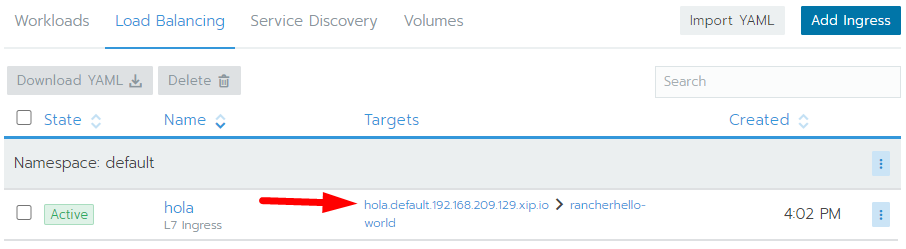 Workloads Load Balancing Service Discovery Volumes Import YAML Add Ingress
Download YAML Delete Search
State Name Targets Created
Namespace: default
Active hola hola.default.192.168.209.129.xip.io > rancherhello- 4:02 PM
L7 Ingress world